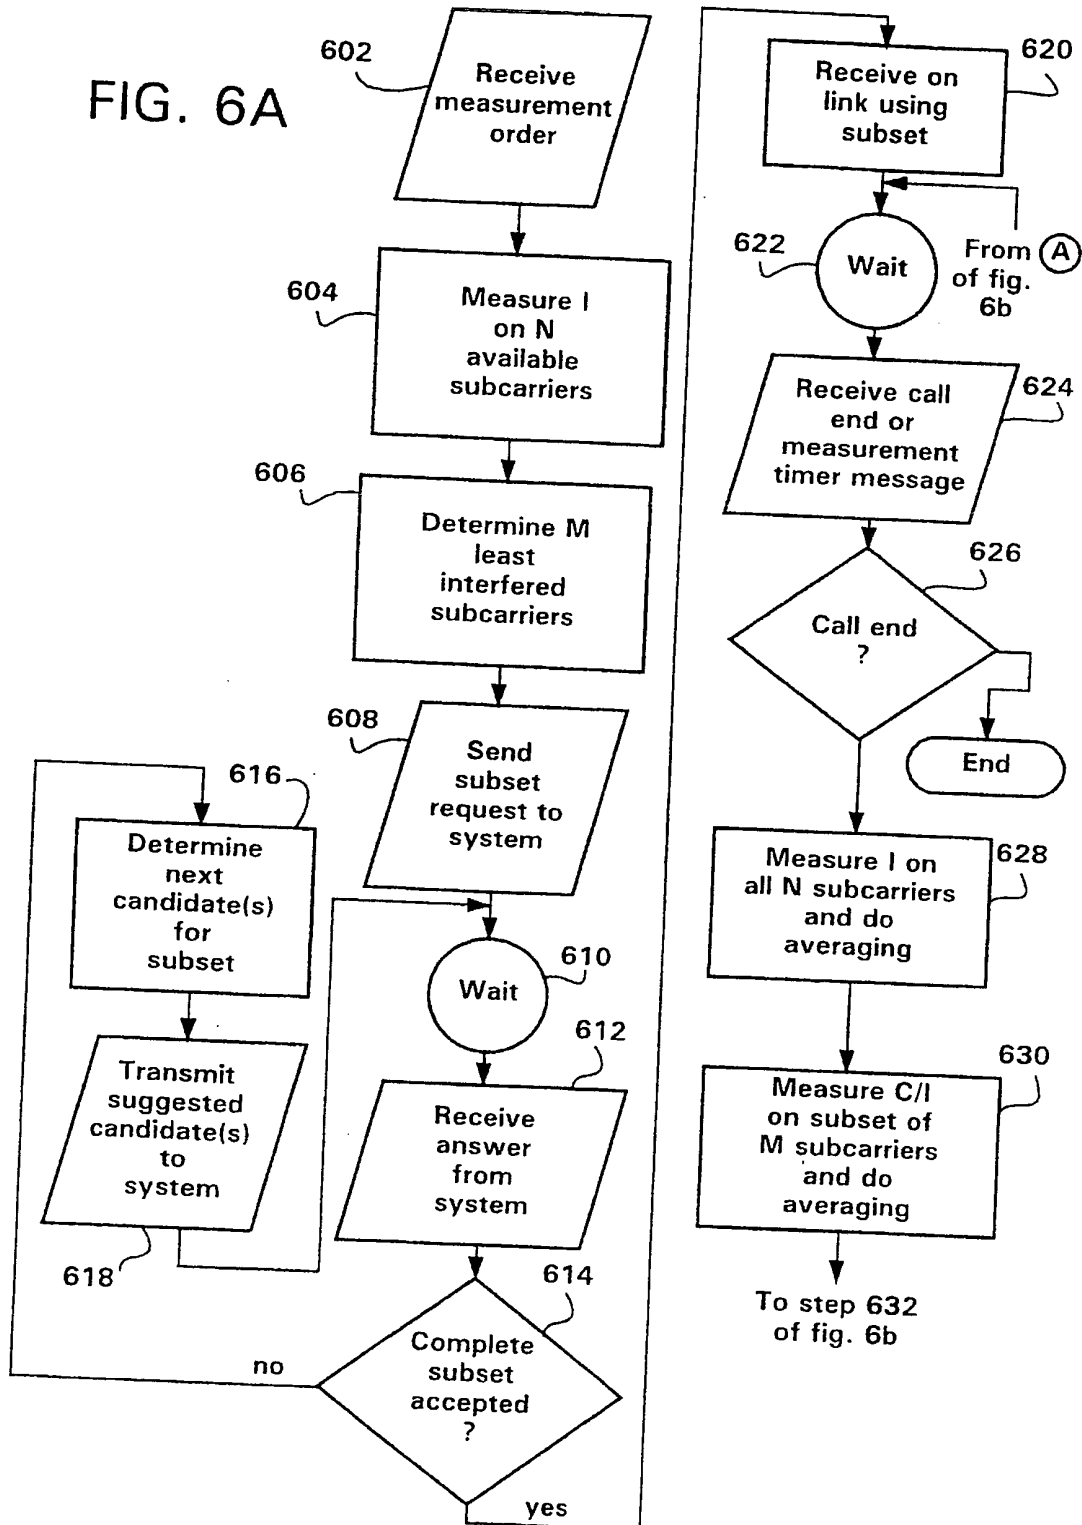 FIG. 6A
602
Receive
measurement
order
604
Measure I
on N
available
subcarriers
606
Determine M
least
interfered
subcarriers
608
Send
subset
request to
system
610
Wait
612
Receive
answer
from
system
614
Complete
subset
accepted
?
no
yes
616
Determine
next
candidate(s)
for
subset
618
Transmit
suggested
candidate(s)
to
system
620
Receive on
link using
subset
622
Wait
From A
of fig.
6b
624
Receive call
end or
measurement
timer message
626
Call end
?
End
628
Measure I on
all N subcarriers
and do
averaging
630
Measure C/I
on subset of
M subcarriers
and do
averaging
To step 632
of fig. 6b